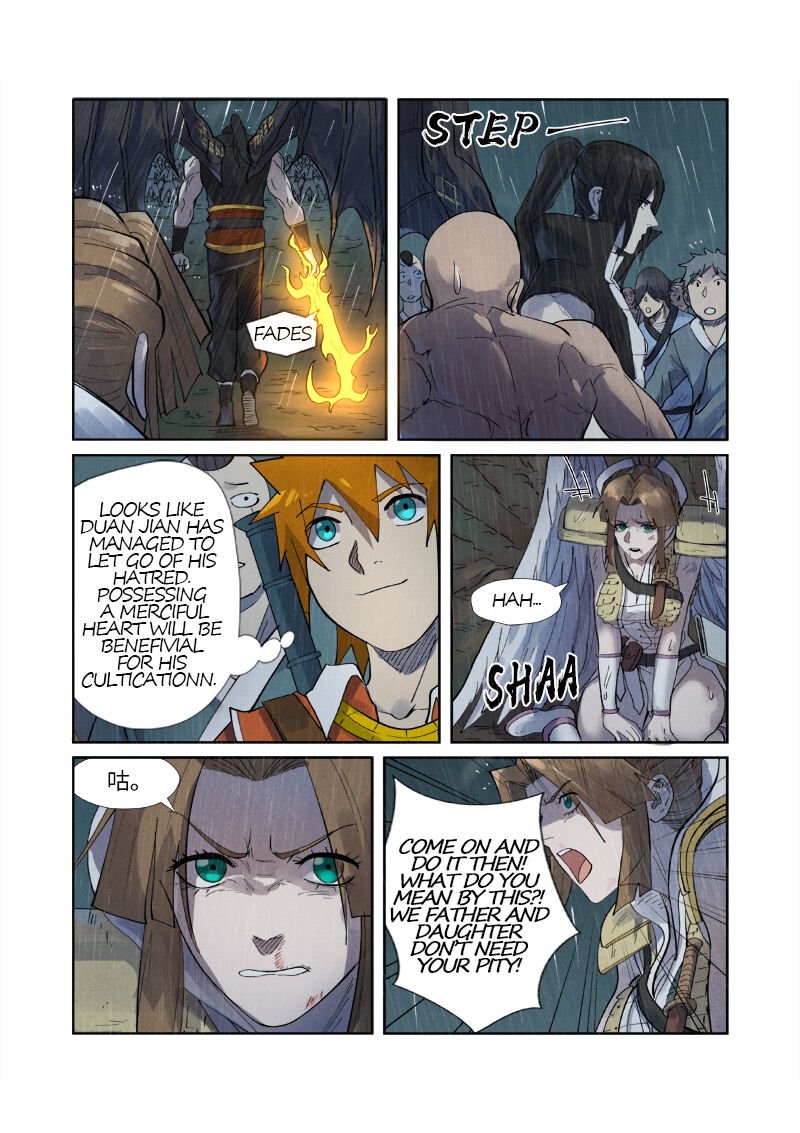 FADES
STEP
LOOKS LIKE
DUAN JIAN HAS
MANAGED TO
LET GO OF HIS
HATRED.
POSSESSING
A MERCIFUL
HEART WILL BE
BENEFIVIAL
FOR HIS
CULTICATIONN.
HAH...
SHAA
咕。
COME ON AND
DO IT THEN!
WHAT DO YOU
MEAN BY THIS?!
WE FATHER AND
DAUGHTER
DON'T NEED
YOUR PITY!